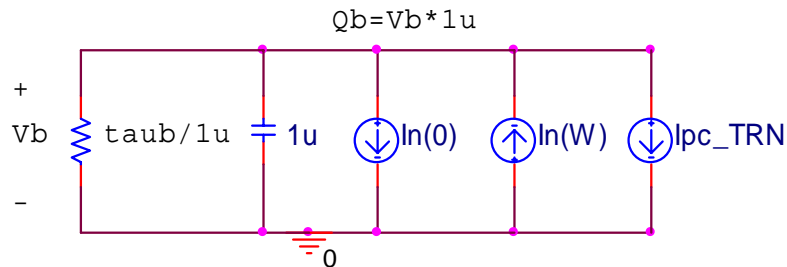 Qb=Vb*1u
+
Vb
-
taub/1u
1u
In(0)
In(W)
Ipc_TRN
0